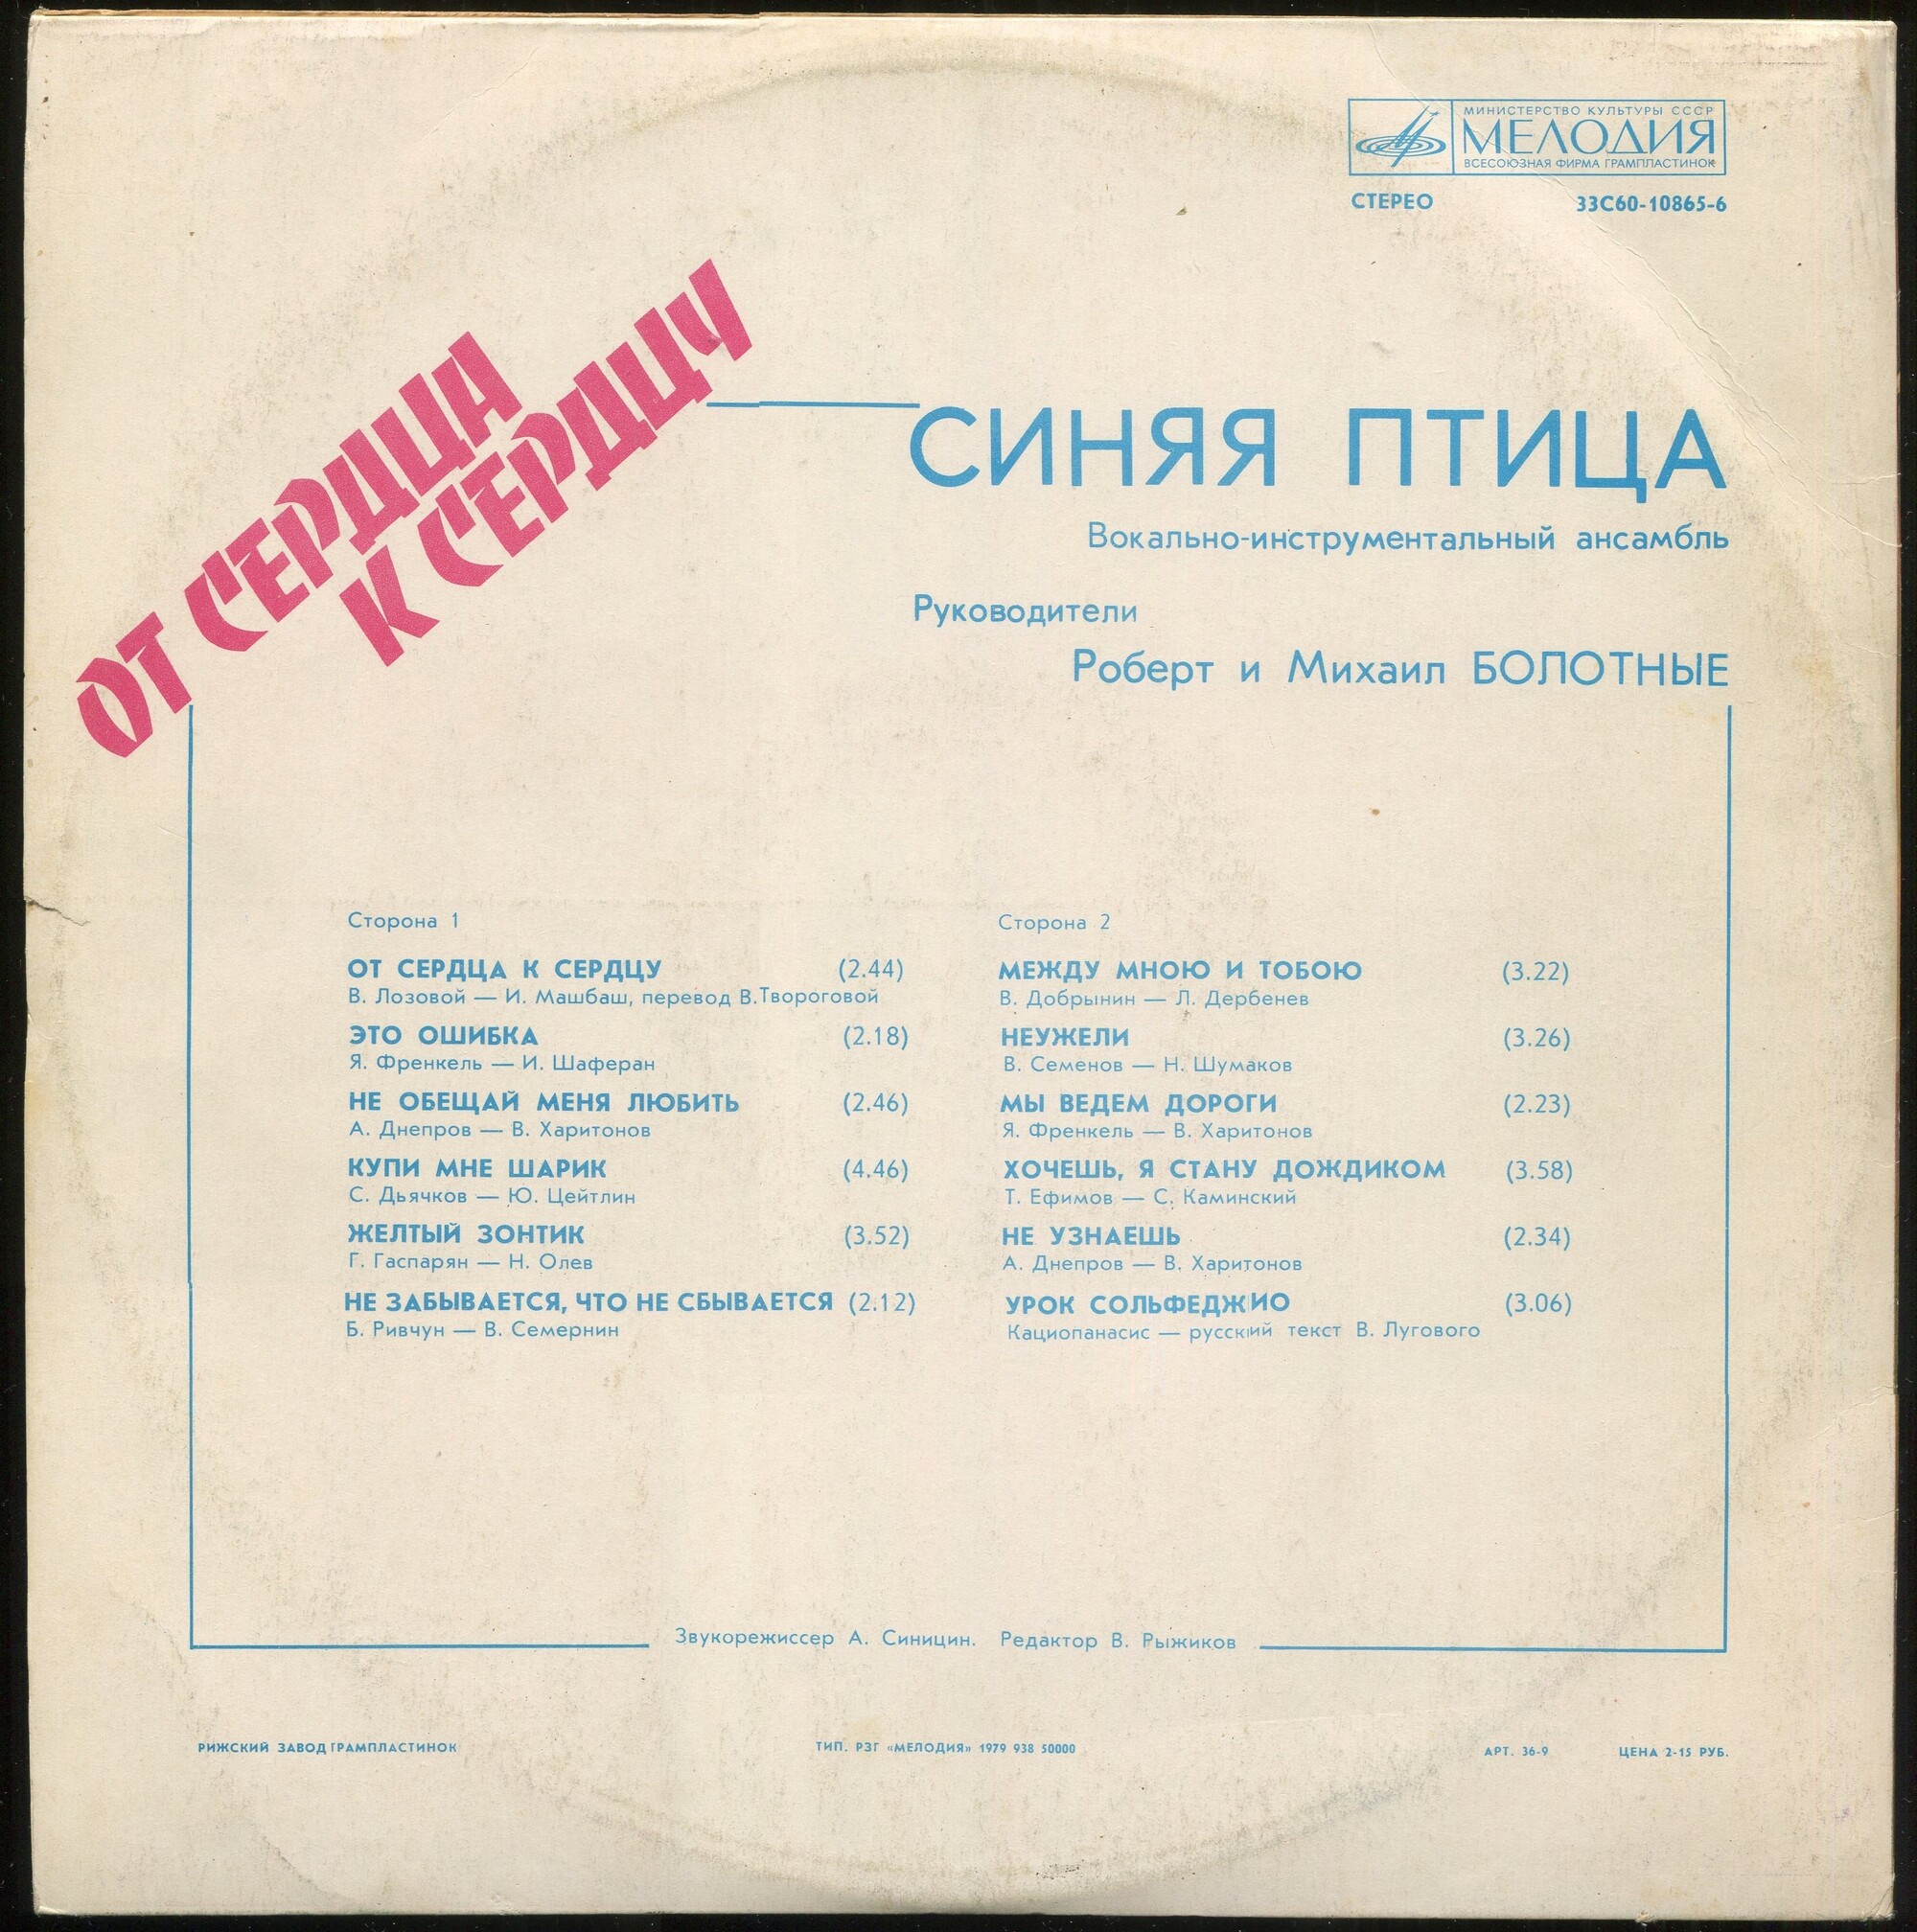 МИНИСТЕРСТВО КУЛЬТУРЫ СССР
МЕЛОДИЯ
ВСЕСОЮЗНАЯ ФИРМА ГРАМПЛАСТИНОК
СТЕРЕО 33С60-10865-6
ОТ СЕРДЦА
К СЕРДЦУ
СИНЯЯ ПТИЦА
Вокально-инструментальный ансамбль
Руководители
Роберт и Михаил БОЛОТНЫЕ
Сторона 1
ОТ СЕРДЦА К СЕРДЦУ (2.44)
В. Лозовой — И. Машбаш, перевод В.Твороговой
ЭТО ОШИБКА (2.18)
Я. Френкель — И. Шаферан
НЕ ОБЕЩАЙ МЕНЯ ЛЮБИТЬ (2.46)
А. Днепров — В. Харитонов
КУПИ МНЕ ШАРИК (4.46)
С. Дьячков — Ю. Цейтлин
ЖЕЛТЫЙ ЗОНТИК (3.52)
Г. Гаспарян — Н. Олев
НЕ ЗАБЫВАЕТСЯ, ЧТО НЕ СБЫВАЕТСЯ (2.12)
Б. Ривчун — В. Семернин
Сторона 2
МЕЖДУ МНОЮ И ТОБОЮ (3.22)
В. Добрынин — Л. Дербенев
НЕУЖЕЛИ (3.26)
В. Семенов — Н. Шумаков
МЫ ВЕДЕМ ДОРОГИ (2.23)
Я. Френкель — В. Харитонов
ХОЧЕШЬ, Я СТАНУ ДОЖДИКОМ (3.58)
Т. Ефимов — С. Каминский
НЕ УЗНАЕШЬ (2.34)
А. Днепров — В. Харитонов
УРОК СОЛЬФЕДЖИО (3.06)
Кациопанасис — русский текст В. Лугового
Звукорежиссер А. Синицин. Редактор В. Рыжиков
РИЖСКИЙ ЗАВОД ГРАМПЛАСТИНОК ТИП. РЗГ «МЕЛОДИЯ» 1979 938 50000 АРТ. 36-9 ЦЕНА 2-15 РУБ.